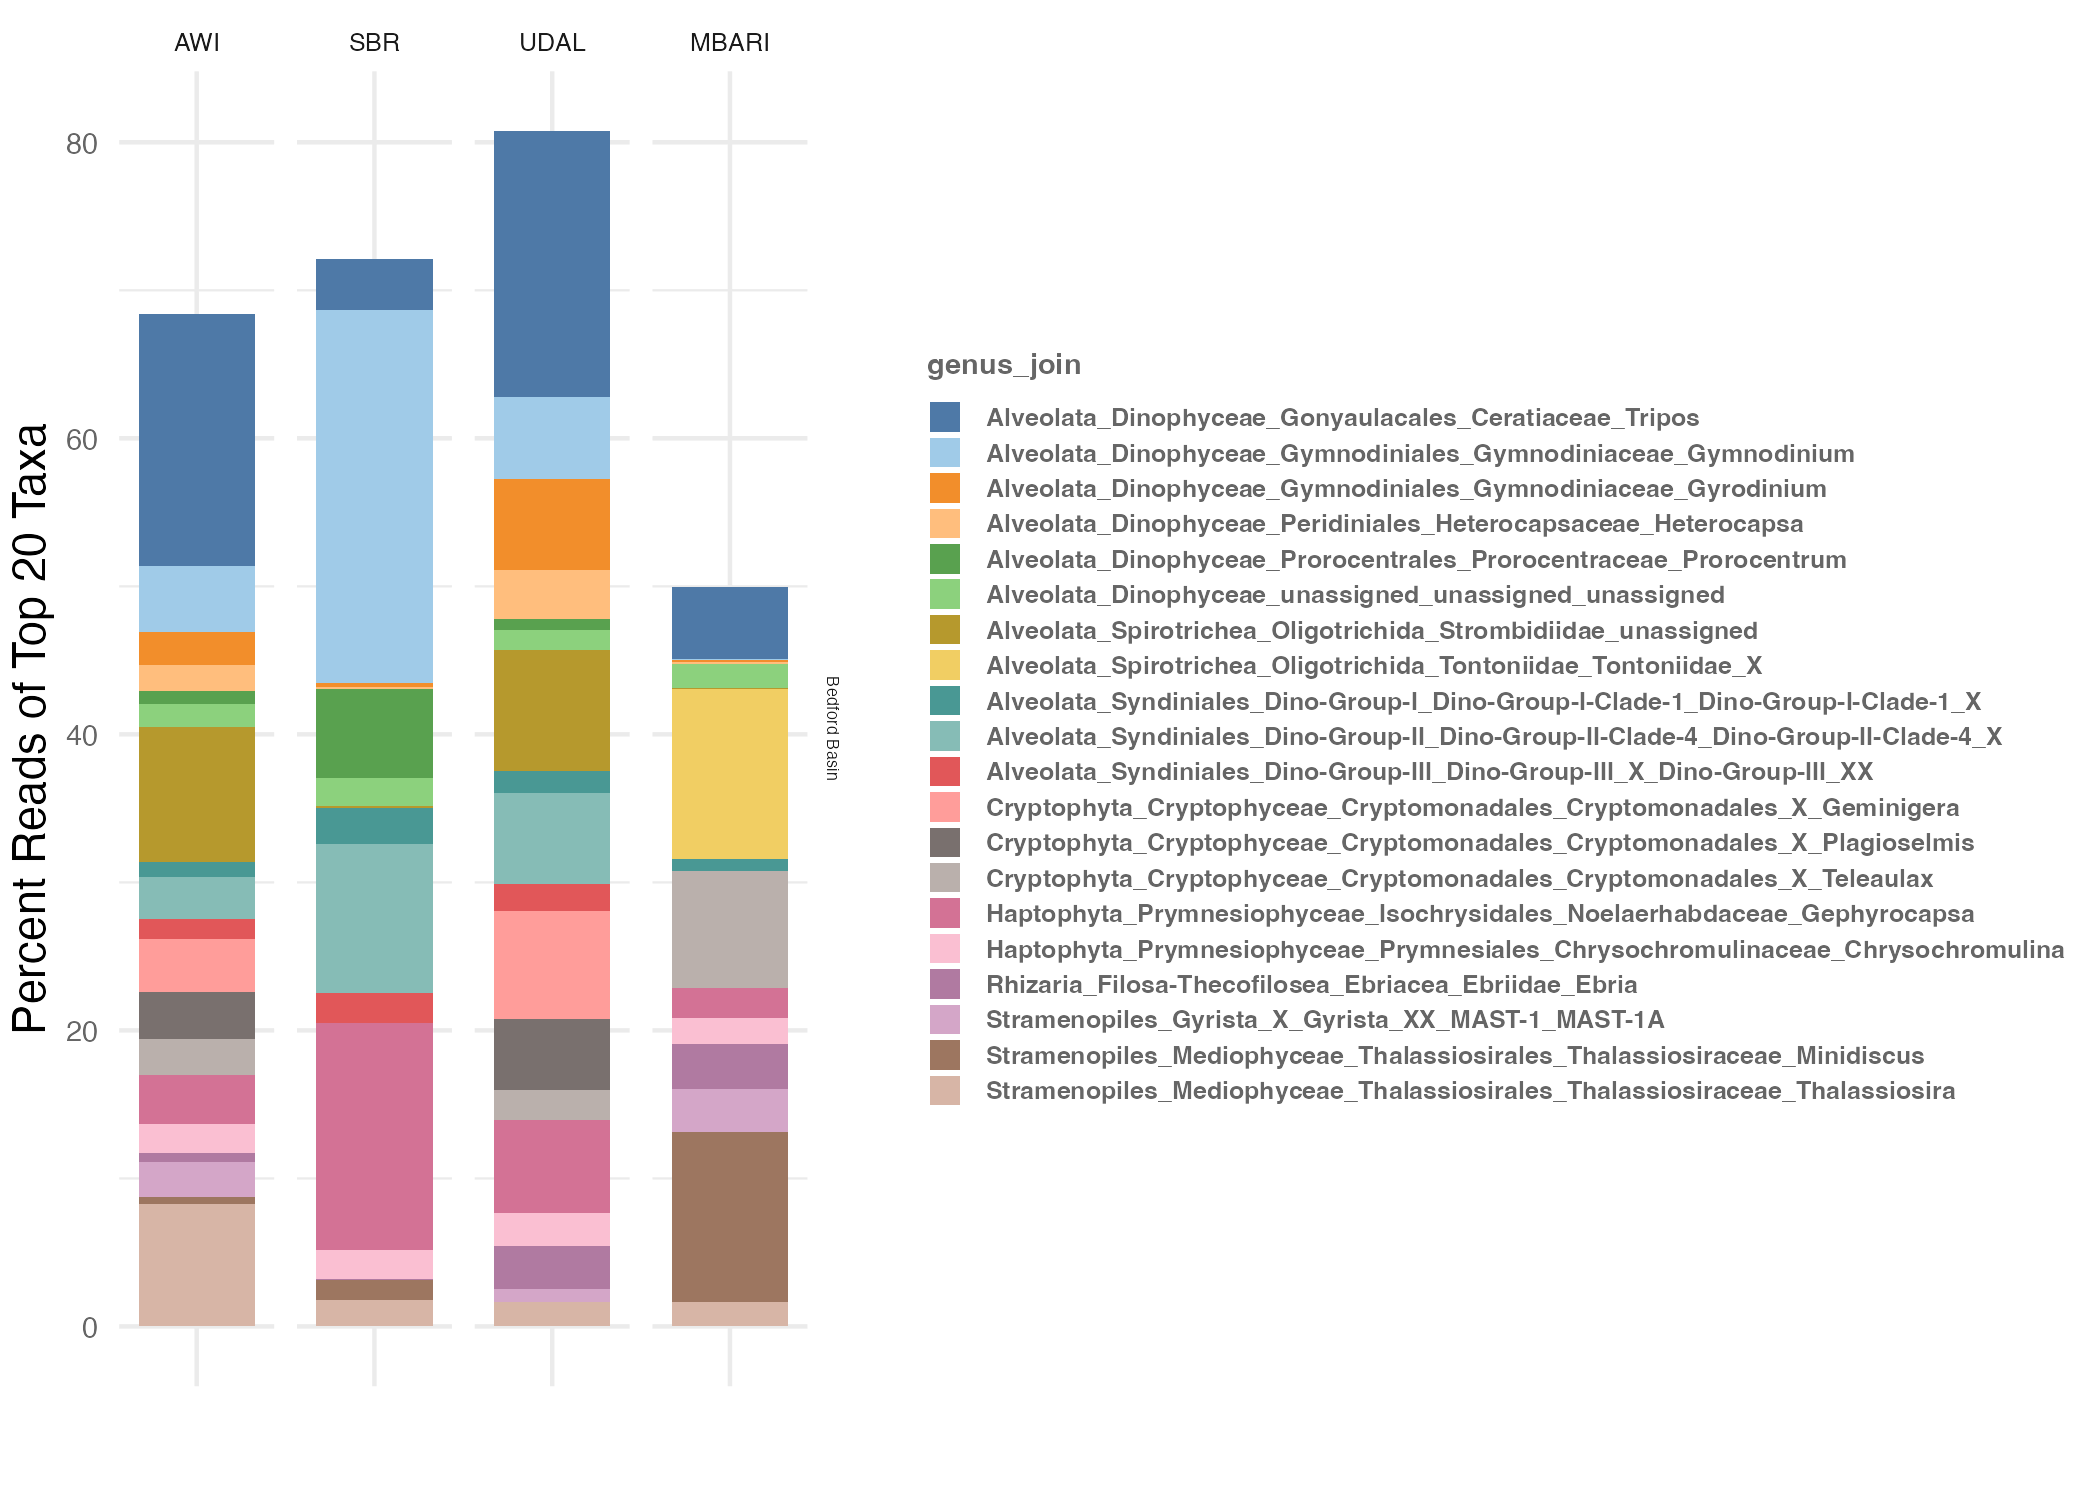 AWI SBR UDAL MBARI
Percent Reads of Top 20 Taxa
80
60
40
20
0
Bedford Basin
genus_join
Alveolata_Dinophyceae_Gonyaulacales_Ceratiaceae_Tripos
Alveolata_Dinophyceae_Gymnodiniales_Gymnodiniaceae_Gymnodinium
Alveolata_Dinophyceae_Gymnodiniales_Gymnodiniaceae_Gyrodinium
Alveolata_Dinophyceae_Peridiniales_Heterocapsaceae_Heterocapsa
Alveolata_Dinophyceae_Prorocentrales_Prorocentraceae_Prorocentrum
Alveolata_Dinophyceae_unassigned_unassigned_unassigned
Alveolata_Spirotrichea_Oligotrichida_Strombidiidae_unassigned
Alveolata_Spirotrichea_Oligotrichida_Tontoniidae_Tontoniidae_X
Alveolata_Syndiniales_Dino-Group-I_Dino-Group-I-Clade-1_Dino-Group-I-Clade-1_X
Alveolata_Syndiniales_Dino-Group-II_Dino-Group-II-Clade-4_Dino-Group-II-Clade-4_X
Alveolata_Syndiniales_Dino-Group-III_Dino-Group-III_X_Dino-Group-III_XX
Cryptophyta_Cryptophyceae_Cryptomonadales_Cryptomonadales_X_Geminigera
Cryptophyta_Cryptophyceae_Cryptomonadales_Cryptomonadales_X_Plagioselmis
Cryptophyta_Cryptophyceae_Cryptomonadales_Cryptomonadales_X_Teleaulax
Haptophyta_Prymnesiophyceae_Isochrysidales_Noelaerhabdaceae_Gephyrocapsa
Haptophyta_Prymnesiophyceae_Prymnesiales_Chrysochromulinaceae_Chrysochromulina
Rhizaria_Filosa-Thecofilosea_Ebriacea_Ebriidae_Ebria
Stramenopiles_Gyrista_X_Gyrista_XX_MAST-1_MAST-1A
Stramenopiles_Mediophyceae_Thalassiosirales_Thalassiosiraceae_Minidiscus
Stramenopiles_Mediophyceae_Thalassiosirales_Thalassiosiraceae_Thalassiosira